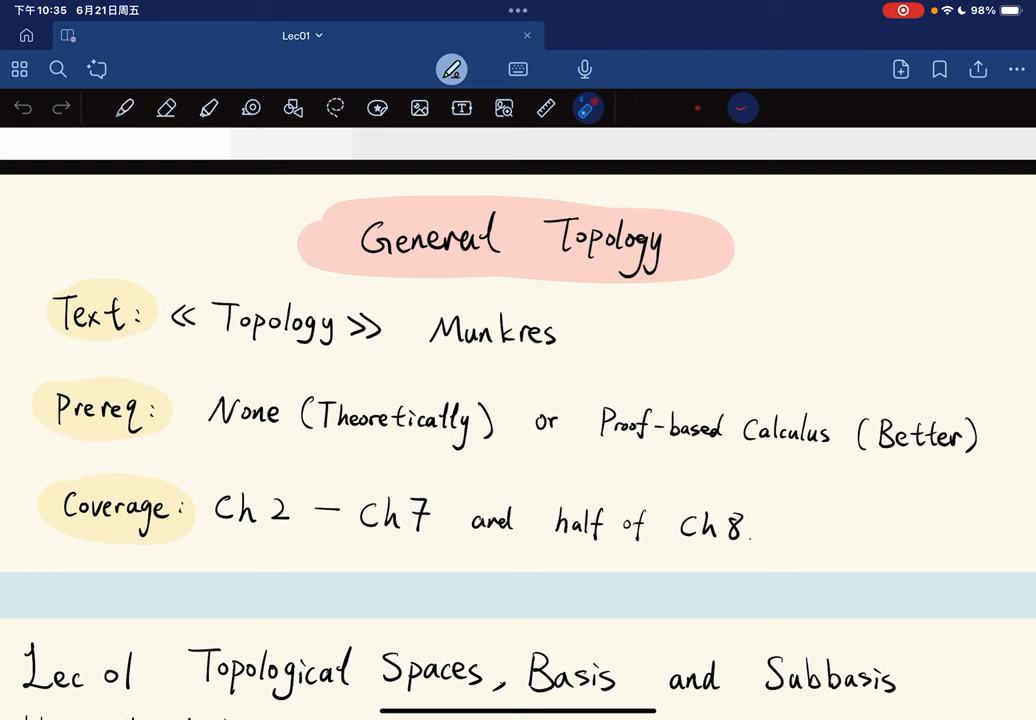 下午10:35 6月21日周五
98%
Lec01
General Topology
Text: ≪ Topology ≫ Munkres
Prereq: None (Theoretically) or Proof-based Calculus (Better)
Coverage: Ch 2 — Ch 7 and half of Ch 8.
Lec 01 Topological Spaces, Basis and Subbasis